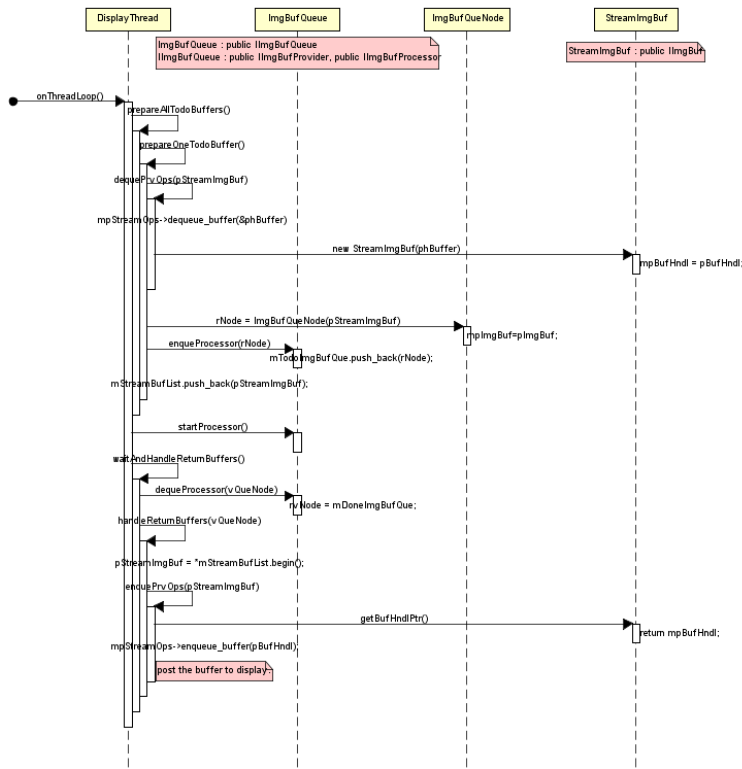 DisplayThread
ImgBufQueue
ImgBufQueNode
StreamImgBuf
ImgBufQueue : public IImgBufQueue
IImgBufQueue : public IImgBufProvider, public IImgBufProcessor
StreamImgBuf : public IImgBuf
onThreadLoop()
prepareAllTodoBuffers()
prepareOneTodoBuffer()
dequePrvOps(pStreamImgBuf)
mpStreamOps->dequeue_buffer(&phBuffer)
new StreamImgBuf(phBuffer)
mpBufHndl = pBufHndl;
rNode = ImgBufQueNode(pStreamImgBuf)
mpImgBuf=pImgBuf;
enqueProcessor(rNode)
mTodoImgBufQue.push_back(rNode);
mStreamBufList.push_back(pStreamImgBuf);
startProcessor()
waitAndHandleReturnBuffers()
dequeProcessor(vQueNode)
rvNode = mDoneImgBufQue;
handleReturnBuffers(vQueNode)
pStreamImgBuf = *mStreamBufList.begin();
enquePrvOps(pStreamImgBuf)
getBufHndlPtr()
return mpBufHndl;
mpStreamOps->enqueue_buffer(pBufHndl)
post the buffer to display.